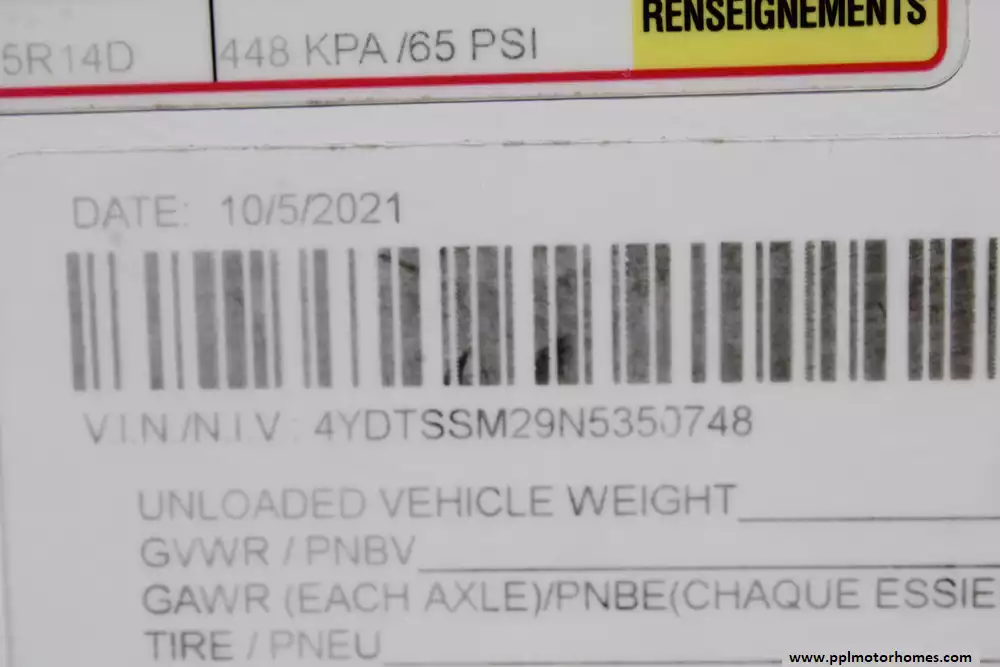 RENSEIGNEMENTS
5R14D 448 KPA /65 PSI
DATE: 10/5/2021
V.I.N./N.I.V: 4YDTSSM29N5350748
UNLOADED VEHICLE WEIGHT
GVWR / PNBV
GAWR (EACH AXLE)/PNBE(CHAQUE ESSIE
TIRE / PNEU
www.pplmotorhomes.com